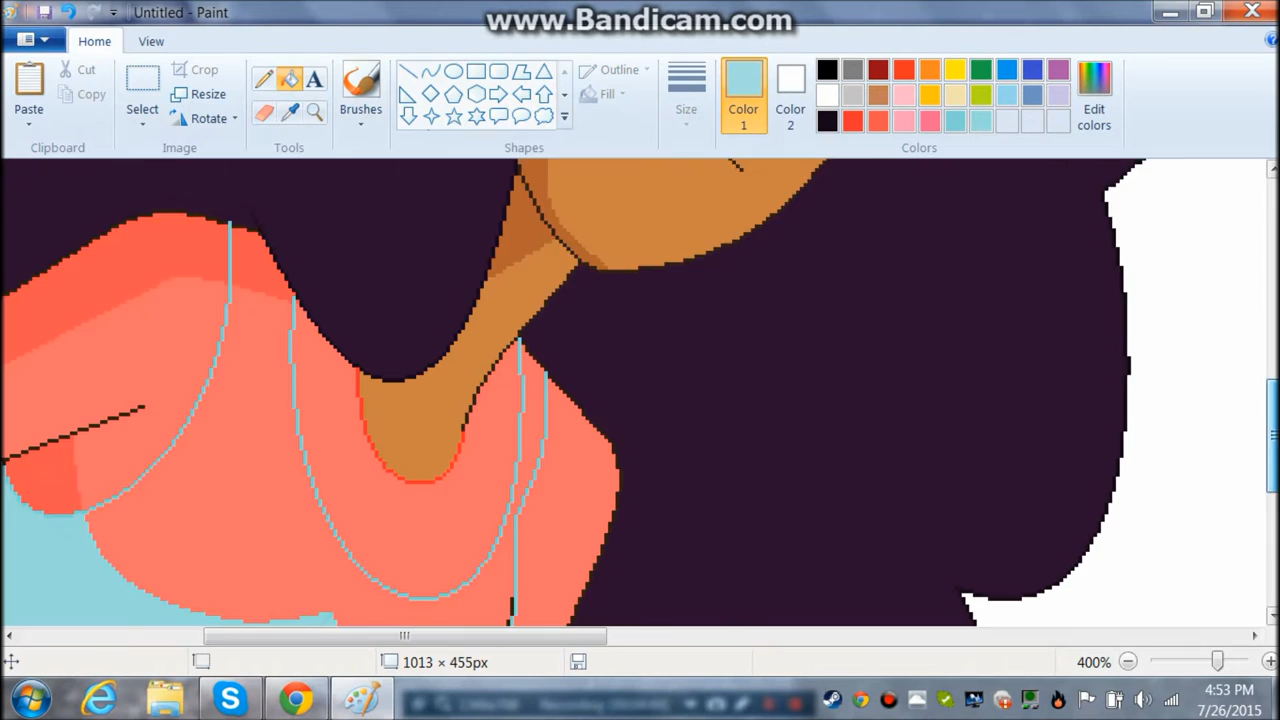 www.Bandicam.com
Untitled - Paint
Home View
Paste
Cut
Copy
Clipboard
Select
Crop
Resize
Rotate
Image
A
Tools
Brushes
Outline
Fill
Shapes
Size
Color 1
Color 2
Edit colors
Colors
1013 × 455px
400%
4:53 PM
7/26/2015